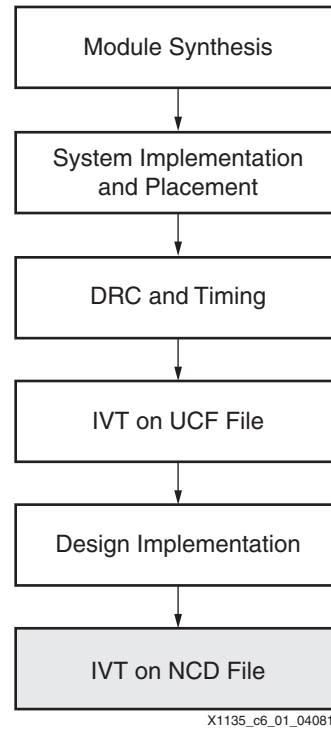 Module Synthesis
System Implementation
and Placement
DRC and Timing
IVT on UCF File
Design Implementation
IVT on NCD File
X1135_c6_01_04081